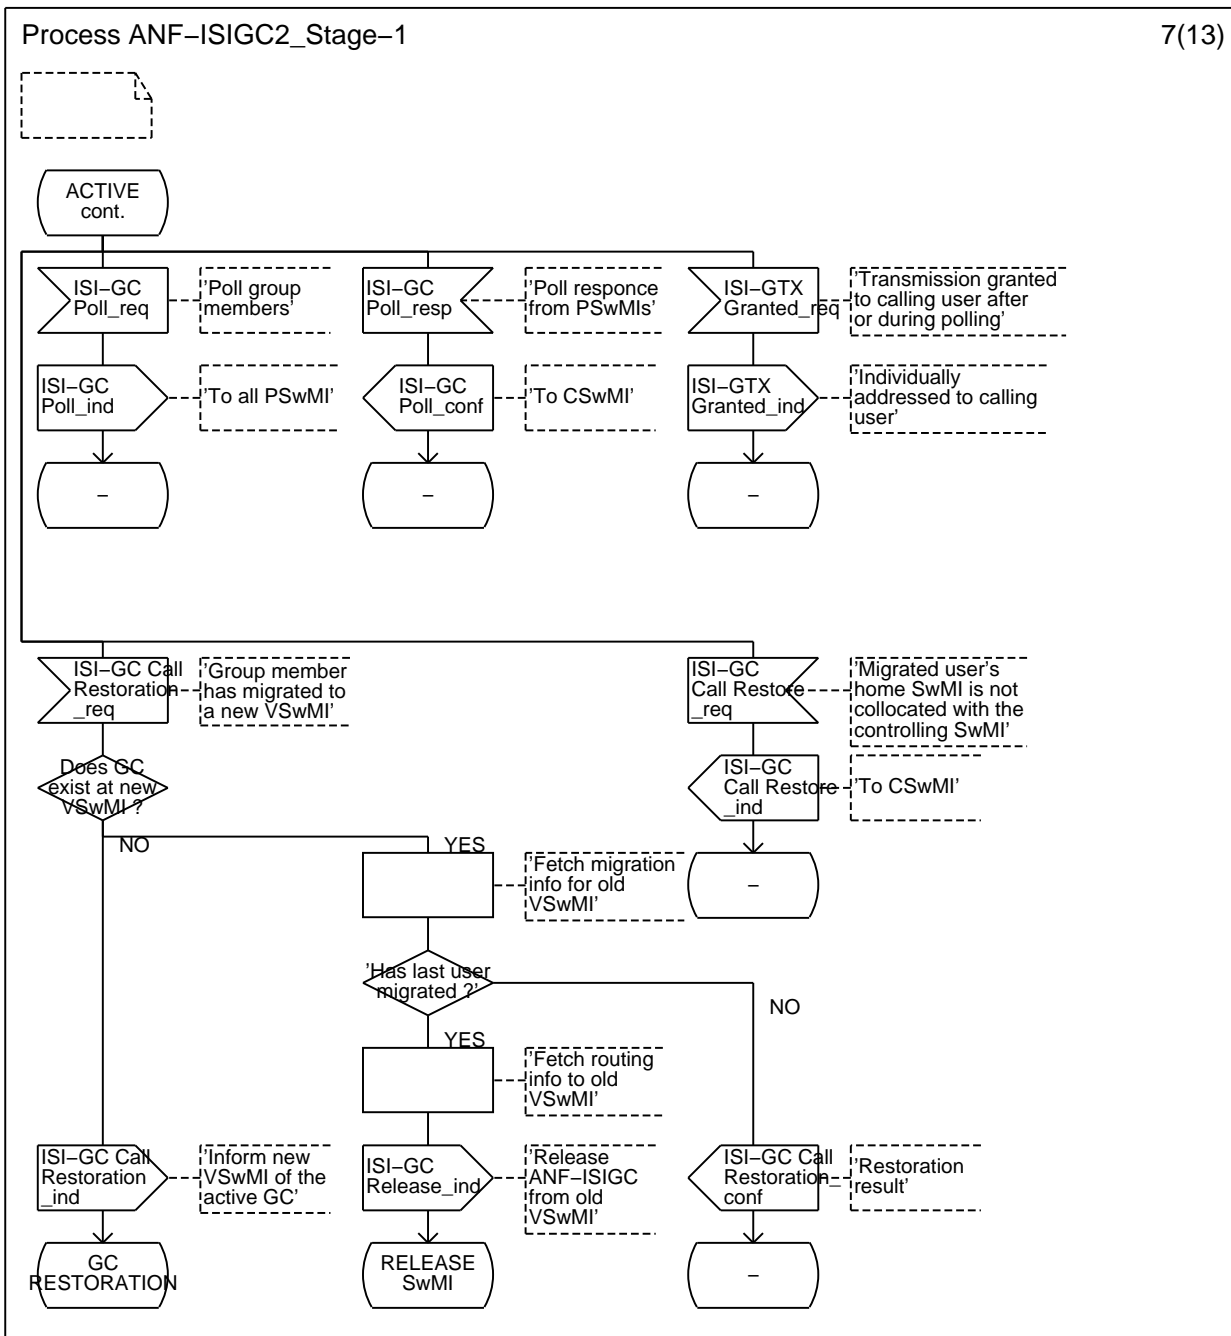 Process ANF–ISIGC2_Stage–1
7(13)
ACTIVE
cont.
ISI–GC
Poll_req
'Poll group
members'
ISI–GC
Poll_resp
'Poll responce
from PSwMIs'
ISI–GTX
Granted_req
'Transmission granted
to calling user after
or during polling'
ISI–GC
Poll_ind
'To all PSwMI'
ISI–GC
Poll_conf
'To CSwMI'
ISI–GTX
Granted_ind
'Individually
addressed to calling
user'
–
–
–
ISI–GC Call
Restoration
_req
'Group member
has migrated to
a new VSwMI'
ISI–GC
Call Restore
_req
'Migrated user's
home SwMI is not
collocated with the
controlling SwMI'
Does GC
exist at new
VSwMI ?
ISI–GC
Call Restore
_ind
'To CSwMI'
NO
YES
'Fetch migration
info for old
VSwMI'
–
'Has last user
migrated ?'
NO
YES
'Fetch routing
info to old
VSwMI'
ISI–GC Call
Restoration
_ind
'Inform new
VSwMI of the
active GC'
ISI–GC
Release_ind
'Release
ANF–ISIGC
from old
VSwMI'
ISI–GC Call
Restoration_
conf
'Restoration
result'
GC
RESTORATION
RELEASE
SwMI
–